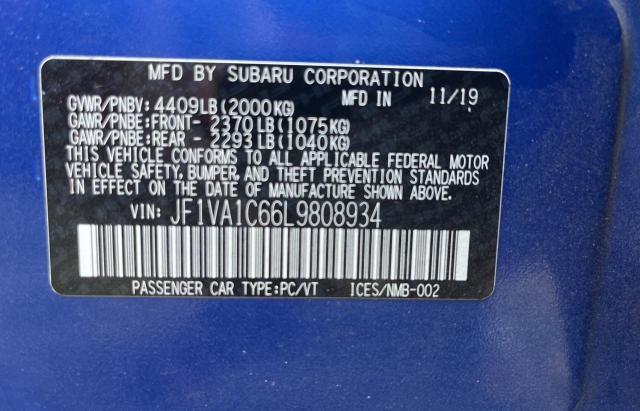 MFD BY SUBARU CORPORATION
GVWR/PNBV: 4409LB(2000KG) MFD IN 11/19
GAWR/PNBE:FRONT- 2370LB(1075KG)
GAWR/PNBE:REAR - 2293LB(1040KG)
THIS VEHICLE CONFORMS TO ALL APPLICABLE FEDERAL MOTOR
VEHICLE SAFETY, BUMPER, AND THEFT PREVENTION STANDARDS
IN EFFECT ON THE DATE OF MANUFACTURE SHOWN ABOVE.
VIN: JF1VA1C66L9808934
PASSENGER CAR TYPE:PC/VT ICES/NMB-002